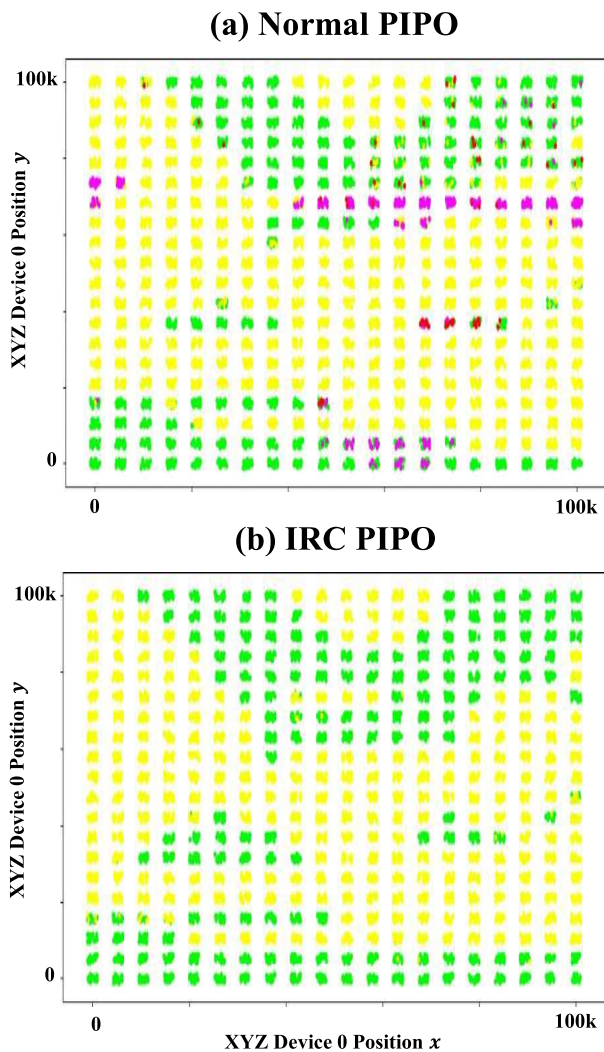 (a) Normal PIPO
100k
XYZ Device 0 Position y
0
0
100k
(b) IRC PIPO
100k
XYZ Device 0 Position y
0
0
100k
XYZ Device 0 Position x